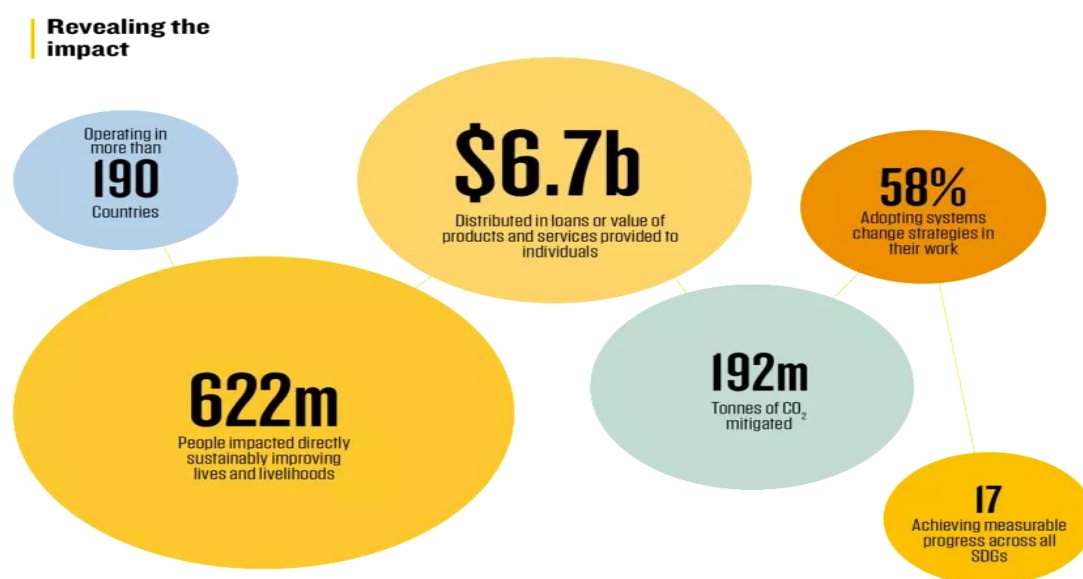 Revealing the
impact
Operating in
more than
190
Countries
$6.7b
Distributed in loans or value of
products and services provided to
individuals
58%
Adopting systems
change strategies in
their work
622m
People impacted directly
sustainably improving
lives and livelihoods
192m
Tonnes of CO₂
mitigated
17
Achieving measurable
progress across all
SDGs